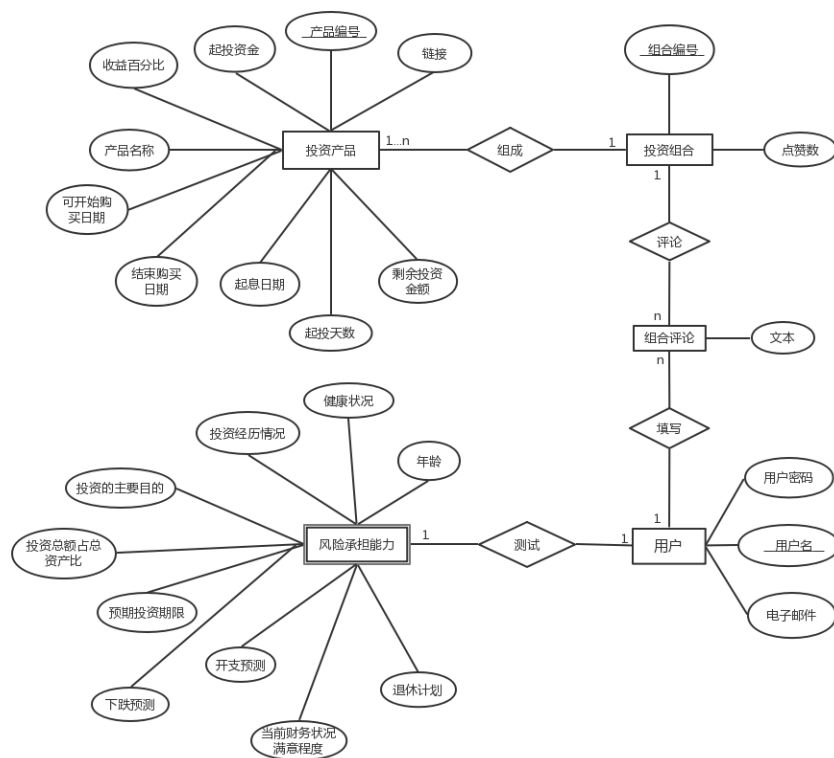 产品编号
起投资金
链接
组合编号
收益百分比
1...n
1
产品名称
投资产品
组成
投资组合
点赞数
1
可开始购
买日期
评论
结束购买
日期
起息日期
剩余投资
金额
n
起投天数
组合评论
文本
n
健康状况
投资经历情况
填写
年龄
用户密码
投资的主要目的
1
1
1
投资总额占总
资产比
风险承担能力
测试
用户
用户名
预期投资期限
电子邮件
开支预测
退休计划
下跌预测
当前财务状况
满意程度